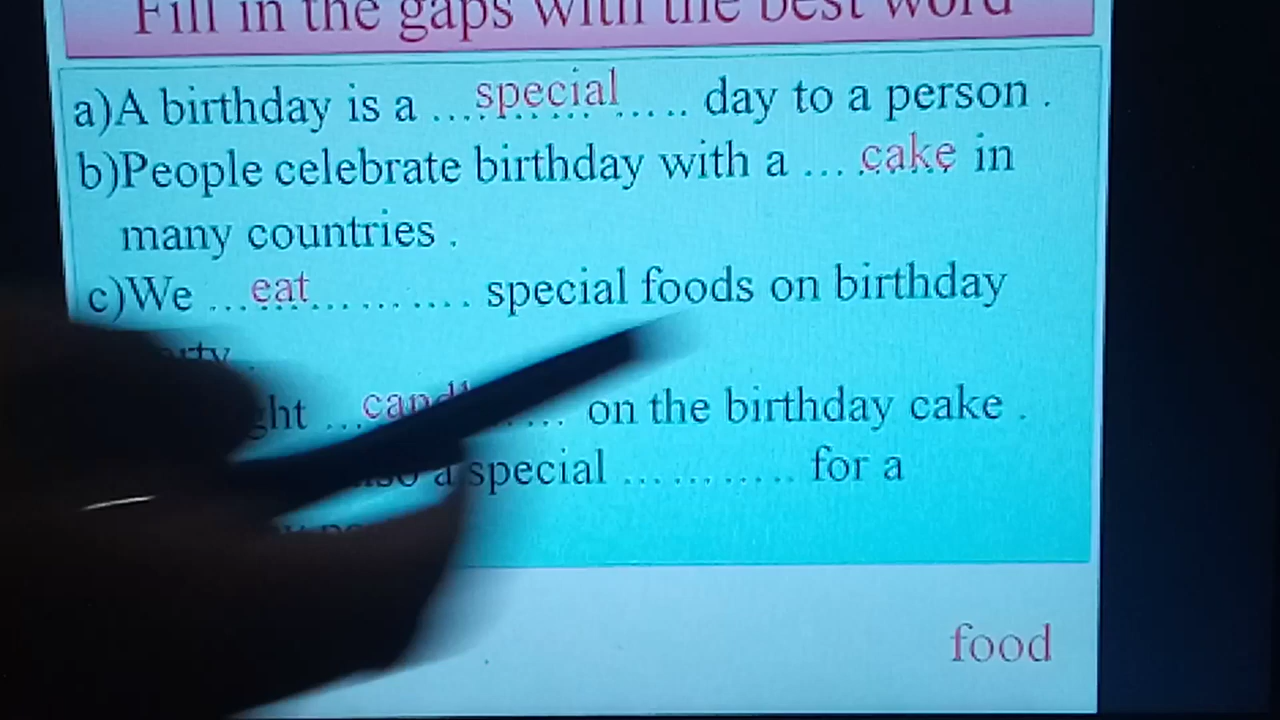 Fill in the gaps with the best word
a)A birthday is a ....special..... day to a person .
b)People celebrate birthday with a ....cake in
many countries .
c)We ...eat.......... special foods on birthday
on the birthday cake .
a special ........... for a
food